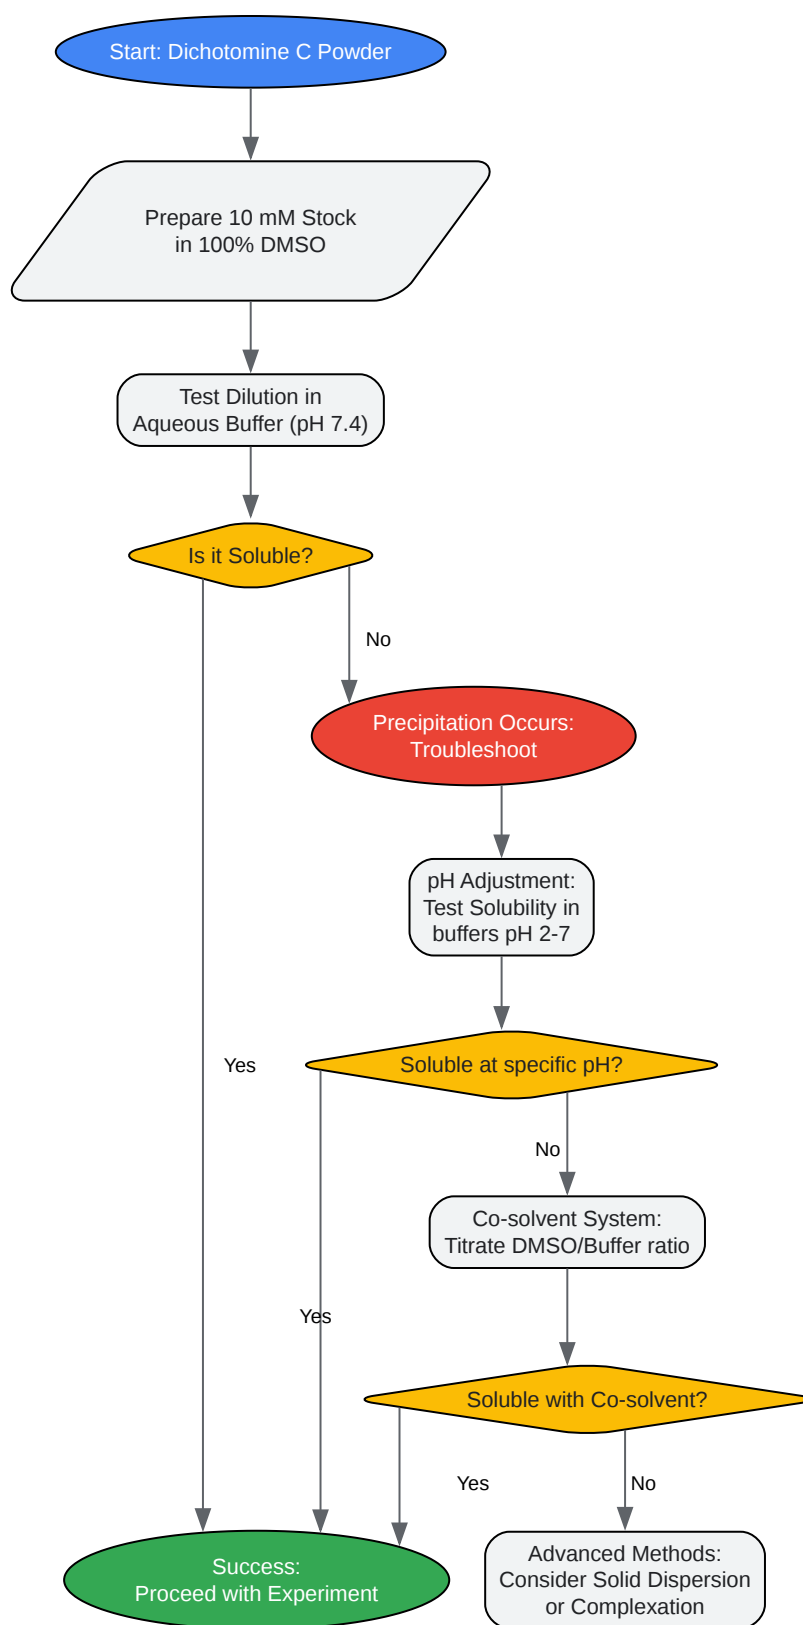 Start: Dichotomine C Powder
Prepare 10 mM Stock
in 100% DMSO
Test Dilution in
Aqueous Buffer (pH 7.4)
Is it Soluble?
No
Precipitation Occurs:
Troubleshoot
pH Adjustment:
Test Solubility in
buffers pH 2-7
Yes
Soluble at specific pH?
No
Co-solvent System:
Titrate DMSO/Buffer ratio
Yes
Soluble with Co-solvent?
Yes
No
Success:
Proceed with Experiment
Advanced Methods:
Consider Solid Dispersion
or Complexation